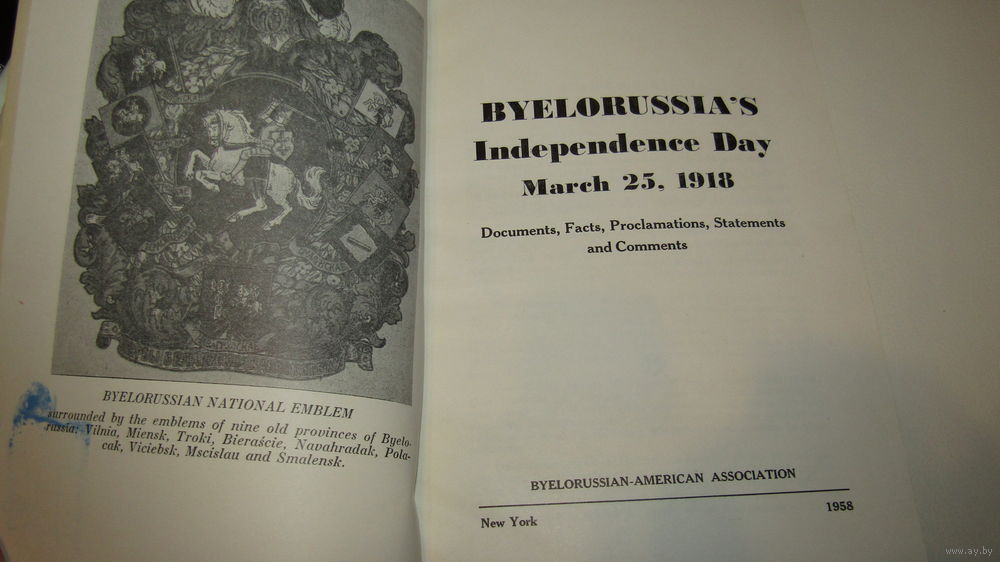 BYELORUSSIAN NATIONAL EMBLEM
surrounded by the emblems of nine old provinces of Byelo-
russia: Vilnia, Miensk, Troki, Bieraście, Navahradak, Pola-
cak, Viciebsk, Mscislau and Smalensk.
BYELORUSSIA'S
Independence Day
March 25, 1918
Documents, Facts, Proclamations, Statements
and Comments
BYELORUSSIAN-AMERICAN ASSOCIATION
New York
1958
www.ay.by